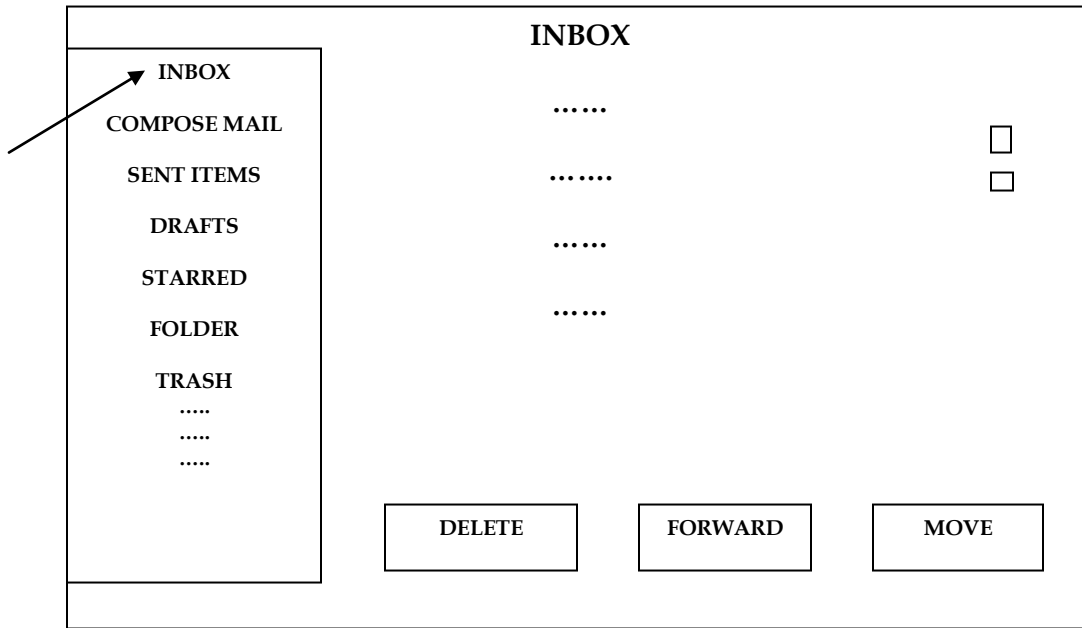 INBOX
INBOX
COMPOSE MAIL
SENT ITEMS
DRAFTS
STARRED
FOLDER
TRASH
…..
…..
…..
……
…….
……
……
DELETE
FORWARD
MOVE